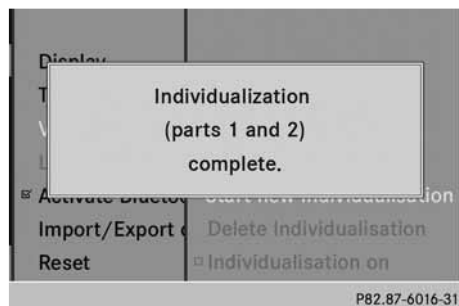 Display
Individualization
(parts 1 and 2)
complete.
Activate
Start new Individualisation
Import/Export
Delete Individualisation
Reset
Individualisation on
P82.87-6016-31